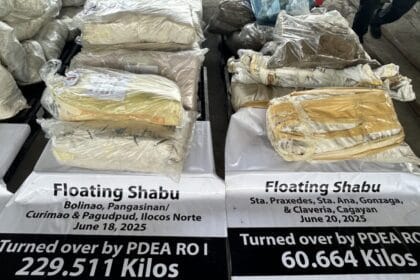 Floating Shabu
Bolinao, Pangasinan/
Curimao & Pagudpud, Ilocos Norte
June 18, 2025
Turned over by PDEA RO I
229.511 Kilos
Floating Shabu
Sta. Praxedes, Sta. Ana, Gonzaga,
& Claveria, Cagayan
June 20, 2025
Turned over by PDEA RO
60.664 Kilos